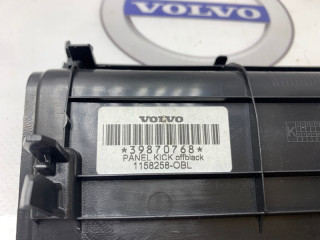 VOLVO
VOLVO
*39870768*
PANEL KICK offblack
1158258-OBL
K